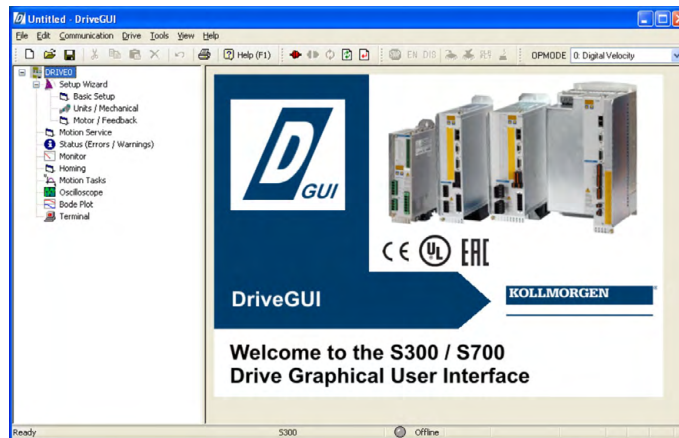 Untitled - DriveGUI
File Edit Communication Drive Tools View Help
Help (F1) EN DIS OPMODE 0: Digital Velocity
DRIVE0
Setup Wizard
Basic Setup
Units / Mechanical
Motor / Feedback
Motion Service
Status (Errors / Warnings)
Monitor
Homing
Motion Tasks
Oscilloscope
Bode Plot
Terminal
D
GUI
CE UL EAC
DriveGUI
KOLLMORGEN
Welcome to the S300 / S700
Drive Graphical User Interface
Ready S300 Offline